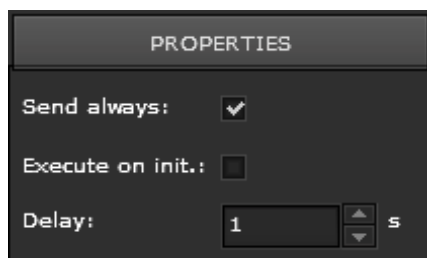 PROPERTIES
Send always:
Execute on init.:
Delay: 1 s